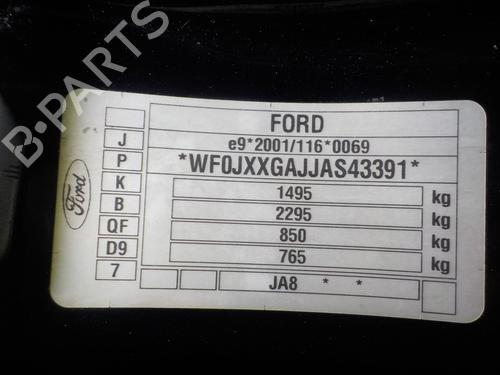 B-PARTS
FORD
e9*2001/116*0069
*WF0JXXGAJJAS43391*
1495 kg
2295 kg
850 kg
765 kg
JA8 * *
J
P
K
B
QF
D9
7
Ford